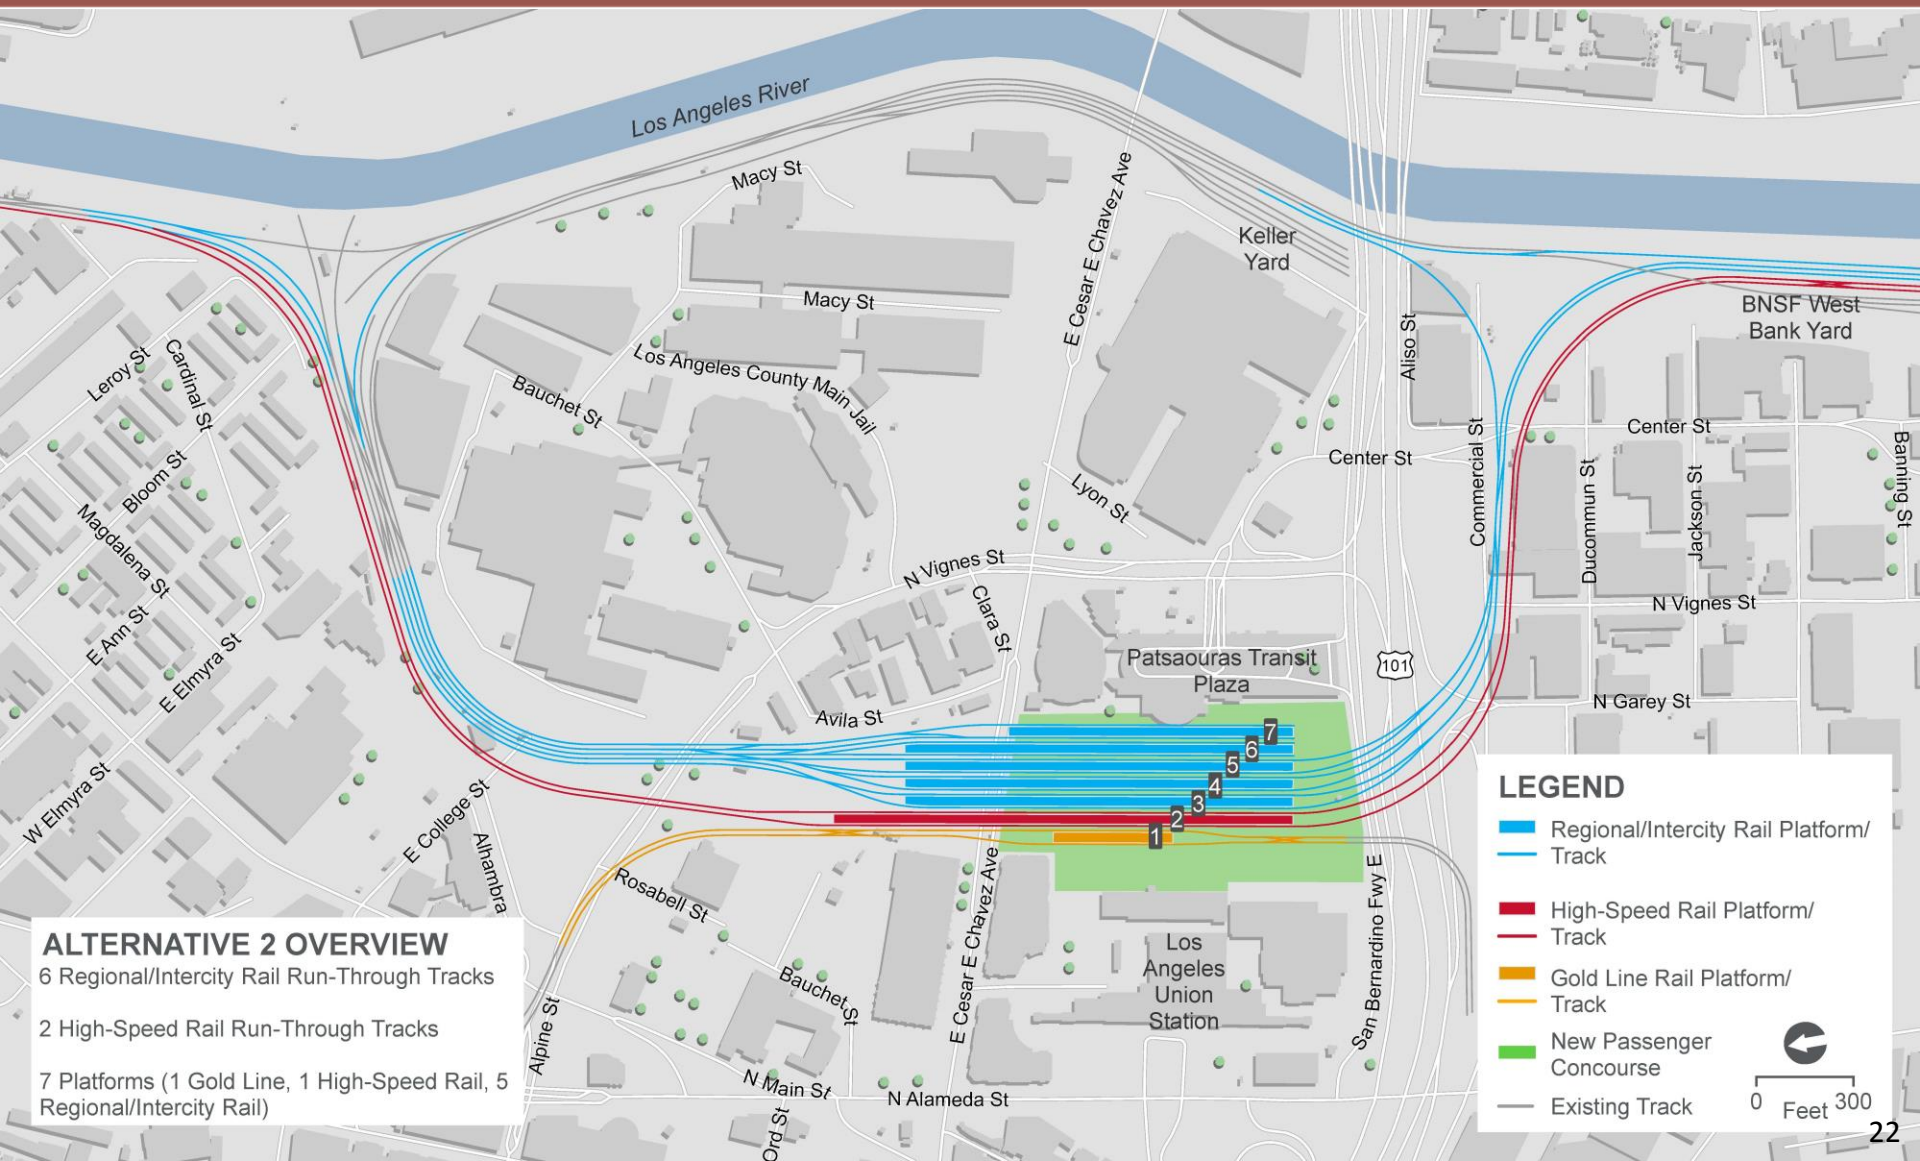 Los Angeles River
Macy St
E Cesar E Chavez Ave
Keller
Yard
Macy St
BNSF West
Bank Yard
Aliso St
Leroy St
Cardinal St
Los Angeles County Main Jail
Bauchet St
Commercial St
Center St
Center St
Banning St
Bloom St
Lyon St
Ducommun St
Jackson St
Magdalena St
N Vignes St
Clara St
N Vignes St
E Ann St
E Elmyra St
Patsaouras Transit
Plaza
101
N Garey St
Avila St
7
6
5
4
3
2
1
W Elmyra St
E College St
Alhambra
Rosabell St
E Cesar E Chavez Ave
San Bernardino Fwy E
Los
Angeles
Union
Station
Bauchet St
Alpine St
N Main St
N Alameda St
Ord St
ALTERNATIVE 2 OVERVIEW
6 Regional/Intercity Rail Run-Through Tracks
2 High-Speed Rail Run-Through Tracks
7 Platforms (1 Gold Line, 1 High-Speed Rail, 5
Regional/Intercity Rail)
LEGEND
Regional/Intercity Rail Platform/
Track
High-Speed Rail Platform/
Track
Gold Line Rail Platform/
Track
New Passenger
Concourse
Existing Track
0 Feet 300
22